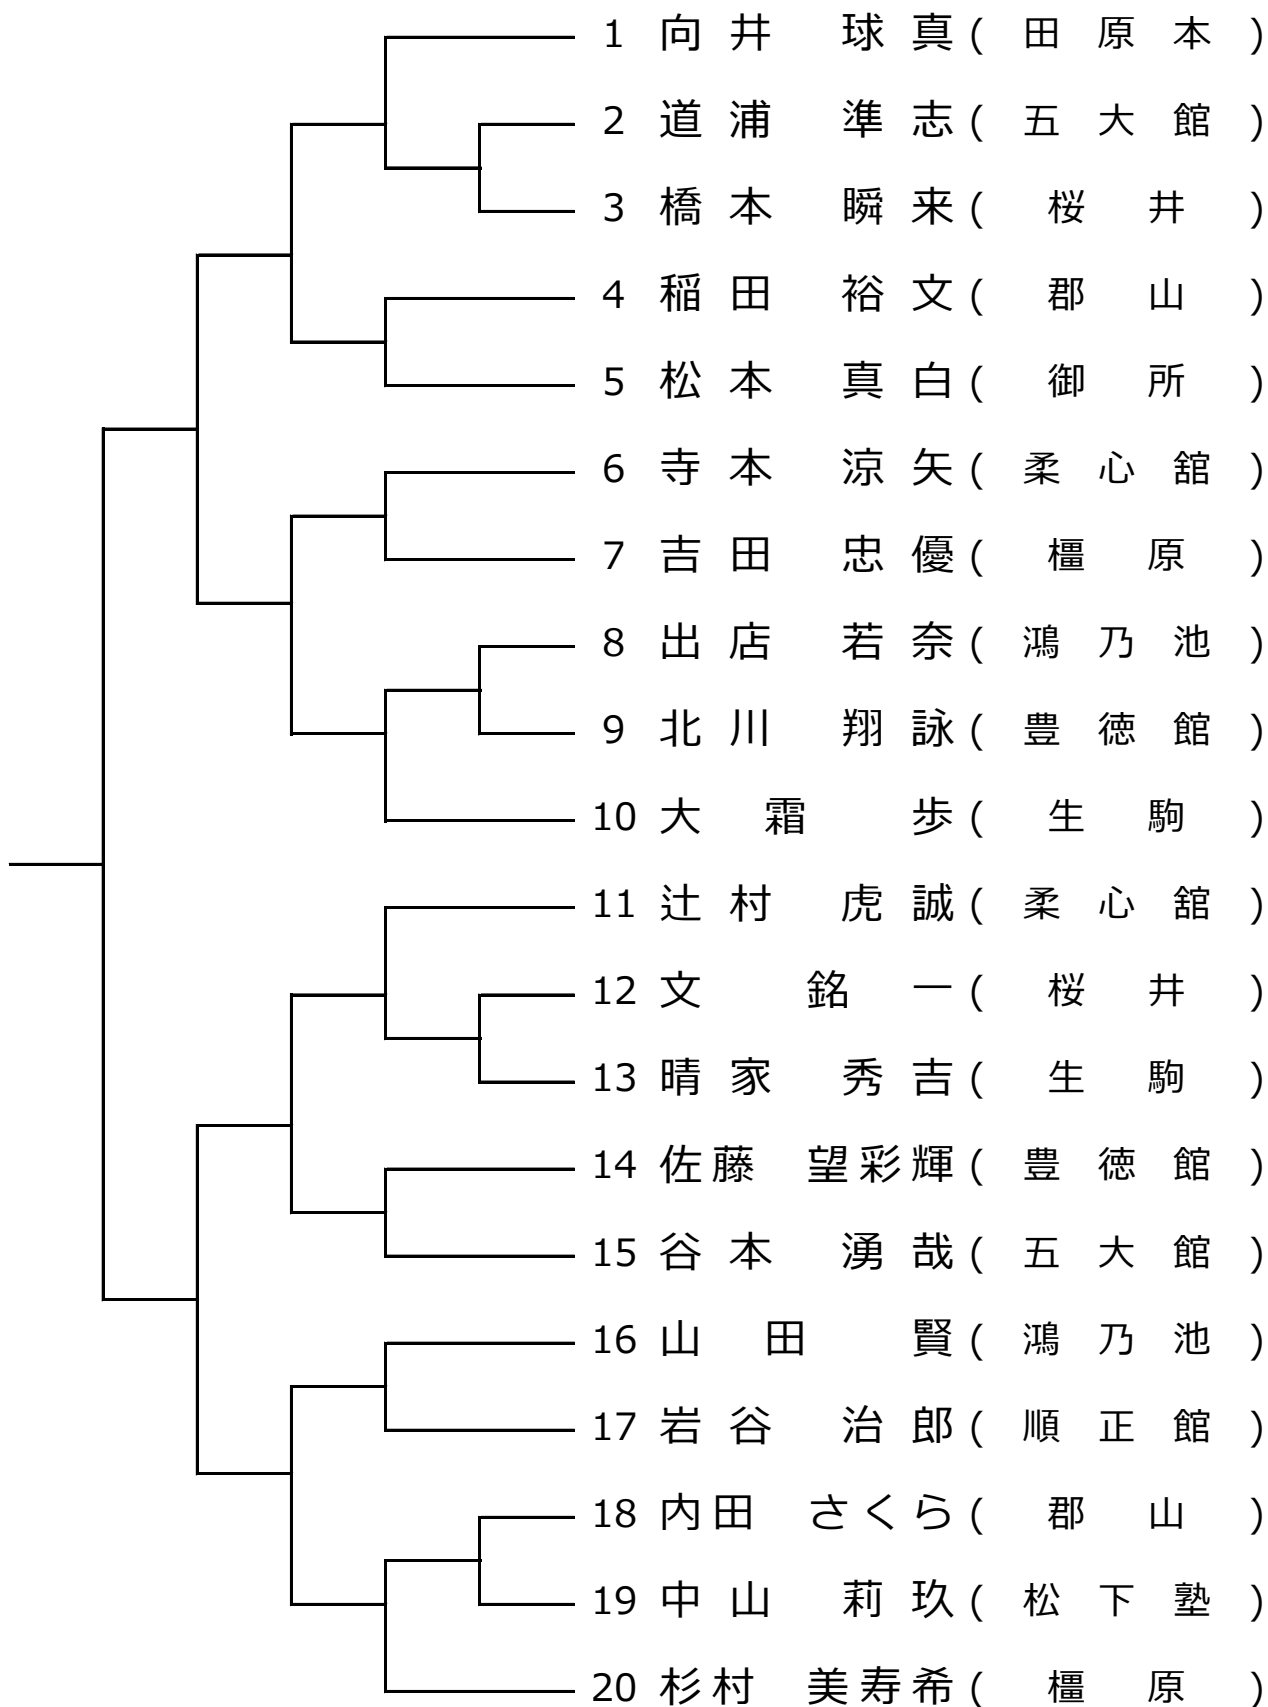 1 向井 球真 ( 田原本 )
2 道浦 準志 ( 五大館 )
3 橋本 瞬来 ( 桜井 )
4 稲田 裕文 ( 郡山 )
5 松本 真白 ( 御所 )
6 寺本 涼矢 ( 柔心舘 )
7 吉田 忠優 ( 橿原 )
8 出店 若奈 ( 鴻乃池 )
9 北川 翔詠 ( 豊徳館 )
10 大霜 歩 ( 生駒 )
11 辻村 虎誠 ( 柔心舘 )
12 文 銘一 ( 桜井 )
13 晴家 秀吉 ( 生駒 )
14 佐藤 望彩輝 ( 豊徳館 )
15 谷本 湧哉 ( 五大館 )
16 山田 賢 ( 鴻乃池 )
17 岩谷 治郎 ( 順正館 )
18 内田 さくら ( 郡山 )
19 中山 莉玖 ( 松下塾 )
20 杉村 美寿希 ( 橿原 )